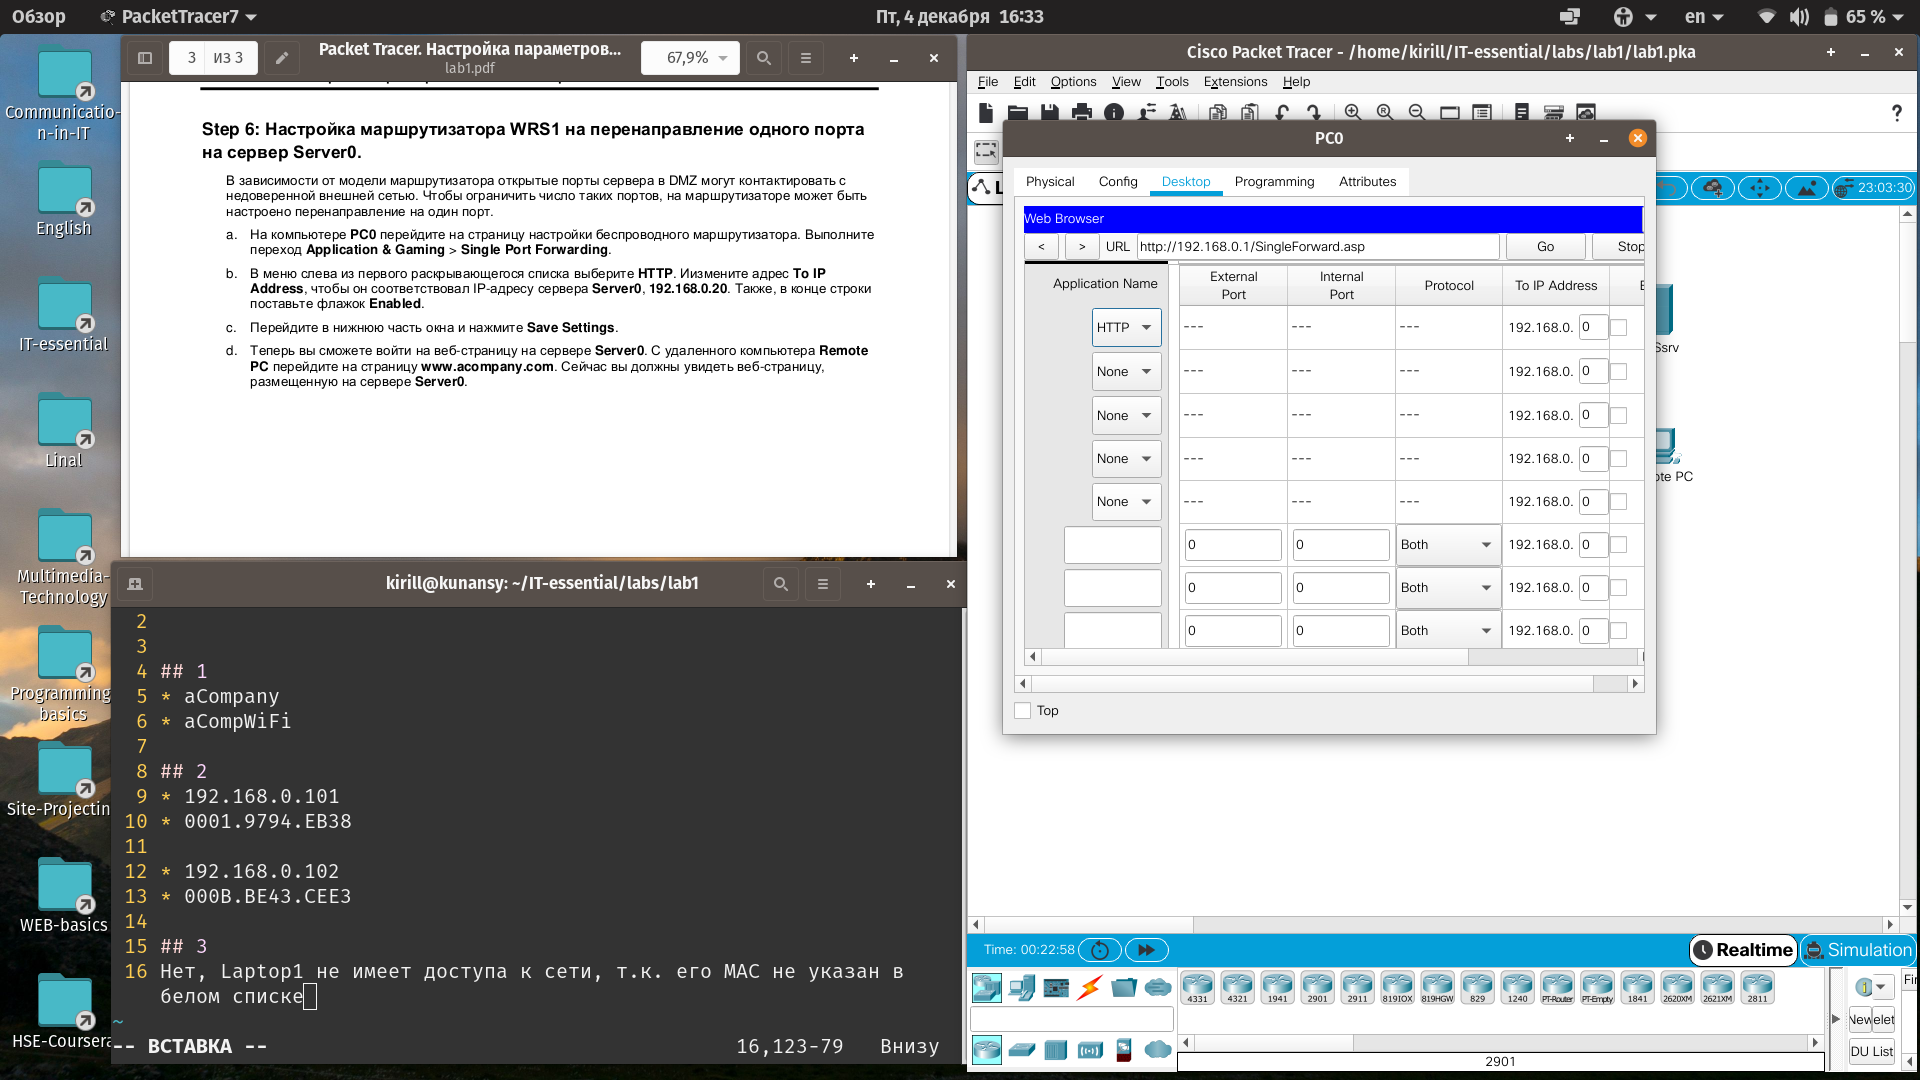 Обзор
PacketTracer7
Пт, 4 декабря 16:33
en
65 %
Communicatio-
n-in-IT
English
IT-essential
Linal
Multimedia-
Technology
Programming-
basics
Site-Projectin
WEB-basics
HSE-Coursera
3 из 3
Packet Tracer. Настройка параметров...
lab1.pdf
67,9%
Step 6: Настройка маршрутизатора WRS1 на перенаправление одного порта
на сервер Server0.
В зависимости от модели маршрутизатора открытые порты сервера в DMZ могут контактировать с
недоверенной внешней сетью. Чтобы ограничить число таких портов, на маршрутизаторе может быть
настроено перенаправление на один порт.
a. На компьютере PC0 перейдите на страницу настройки беспроводного маршрутизатора. Выполните
переход Application & Gaming > Single Port Forwarding.
b. В меню слева из первого раскрывающегося списка выберите HTTP. Иизмените адрес To IP
Address, чтобы он соответствовал IP-адресу сервера Server0, 192.168.0.20. Также, в конце строки
поставьте флажок Enabled.
c. Перейдите в нижнюю часть окна и нажмите Save Settings.
d. Теперь вы сможете войти на веб-страницу на сервере Server0. С удаленного компьютера Remote
PC перейдите на страницу www.acompany.com. Сейчас вы должны увидеть веб-страницу,
размещенную на сервере Server0.
kirill@kunansy: ~/IT-essential/labs/lab1
2
3
4 ## 1
5 * aCompany
6 * aCompWiFi
7
8 ## 2
9 * 192.168.0.101
10 * 0001.9794.EB38
11
12 * 192.168.0.102
13 * 000B.BE43.CEE3
14
15 ## 3
16 Нет, Laptop1 не имеет доступа к сети, т.к. его MAC не указан в
белом списке
~
-- ВСТАВКА --
16,123-79 Внизу
Cisco Packet Tracer - /home/kirill/IT-essential/labs/lab1/lab1.pka
File Edit Options View Tools Extensions Help
?
L
23:03:30
PC0
Physical Config Desktop Programming Attributes
Web Browser
< > URL http://192.168.0.1/SingleForward.asp Go Stop
Application Name External Port Internal Port Protocol To IP Address E
HTTP --- --- --- 192.168.0. 0
None --- --- --- 192.168.0. 0
None --- --- --- 192.168.0. 0
None --- --- --- 192.168.0. 0
None --- --- --- 192.168.0. 0
0 0 Both 192.168.0. 0
0 0 Both 192.168.0. 0
0 0 Both 192.168.0. 0
Top
Ssrv
ote PC
Time: 00:22:58
Realtime Simulation
4331 4321 1941 2901 2911 819IOX 819HGW 829 1240 PT-Router PT-Empty 1841 2620XM 2621XM 2811
Fir
New elet
DU List
2901